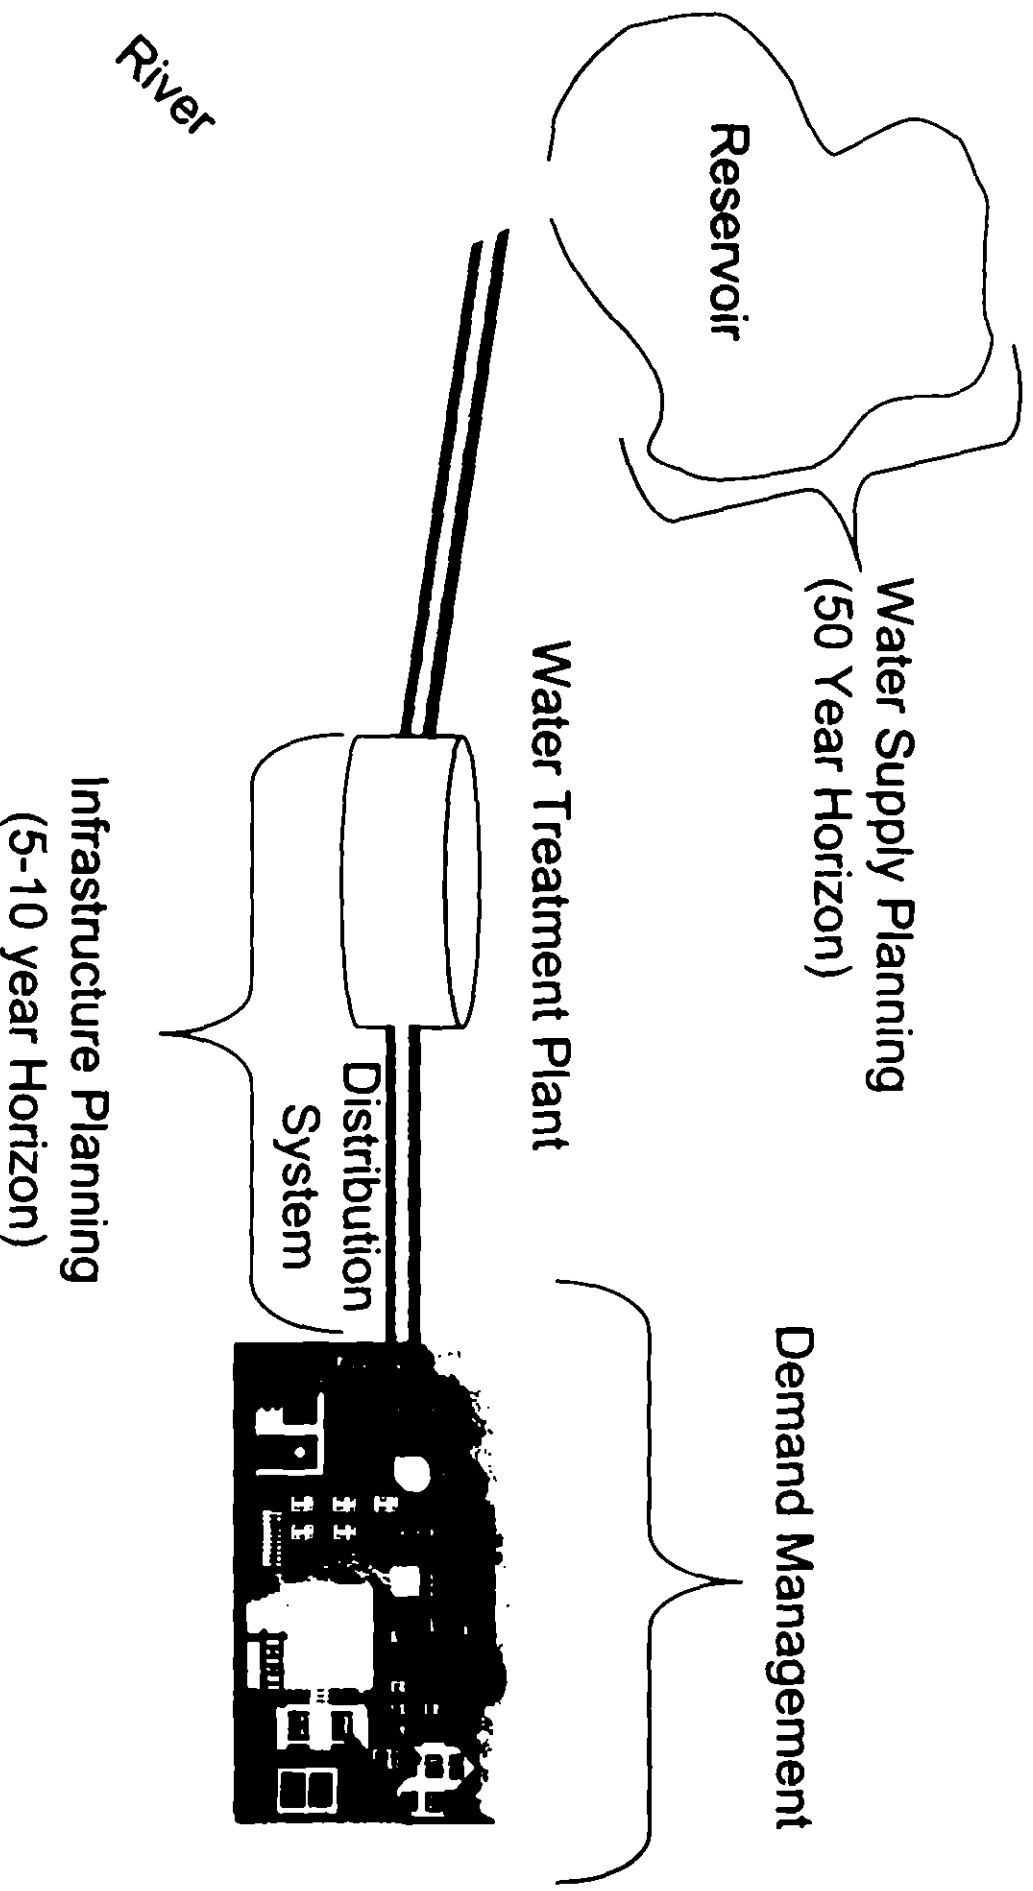 Reservoir
River
Water Supply Planning
(50 Year Horizon)
Water Treatment Plant
Distribution
System
Infrastructure Planning
(5-10 year Horizon)
Demand Management